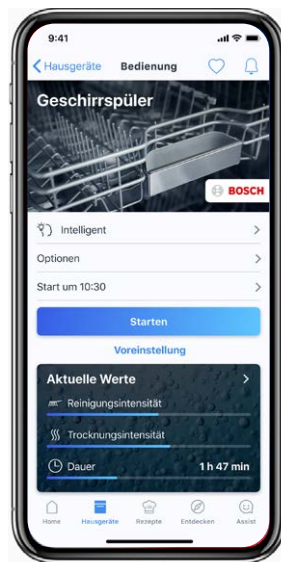 9:41
Hausgeräte Bedienung
Geschirrspüler
BOSCH
Intelligent
Optionen
Start um 10:30
Starten
Voreinstellung
Aktuelle Werte
Reinigungsintensität
Trocknungsintensität
Dauer 1 h 47 min
Home Hausgeräte Rezepte Entdecken Assist